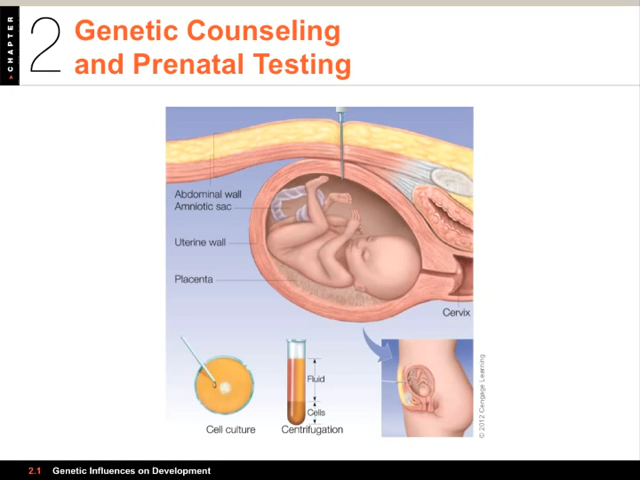 CHAPTER
2
Genetic Counseling
and Prenatal Testing
Abdominal wall
Amniotic sac
Uterine wall
Placenta
Cervix
Fluid
Cells
Cell culture
Centrifugation
© 2012 Cengage Learning
2.1 Genetic Influences on Development